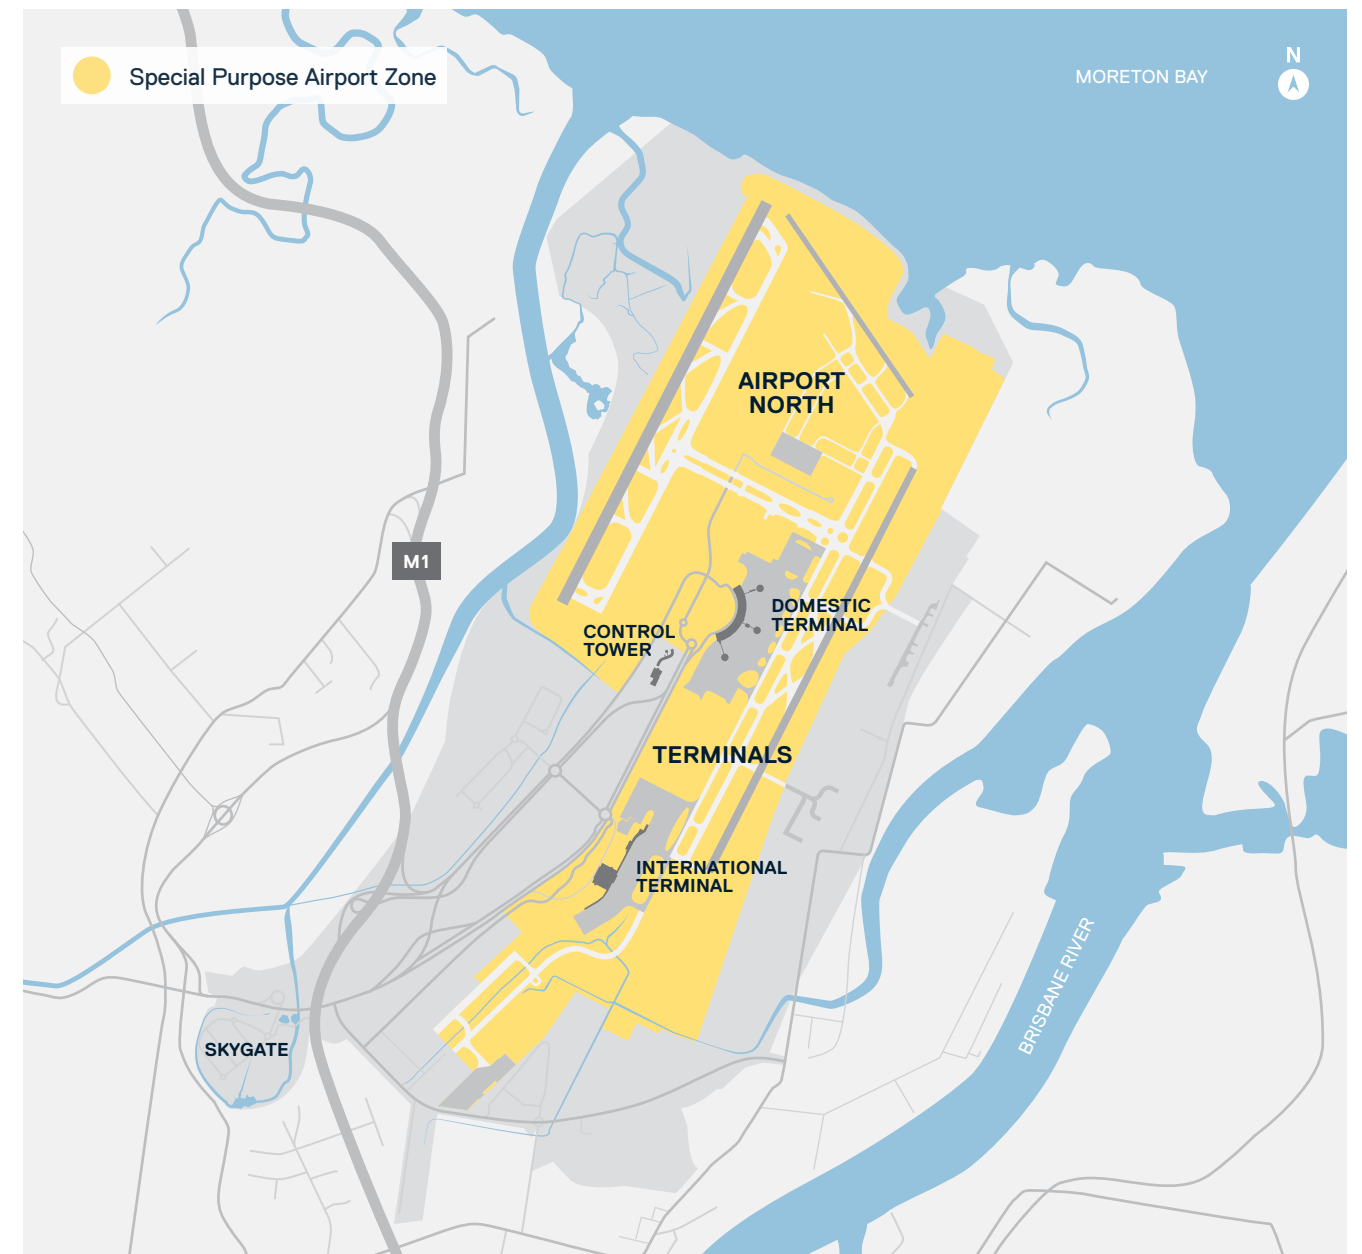 Special Purpose Airport Zone
MORETON BAY
N
AIRPORT
NORTH
M1
DOMESTIC
TERMINAL
CONTROL
TOWER
TERMINALS
INTERNATIONAL
TERMINAL
BRISBANE RIVER
SKYGATE